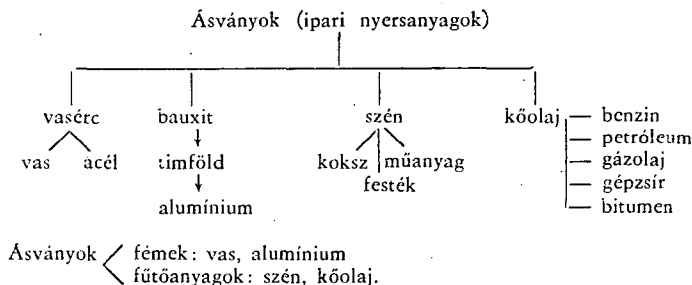 Ásványok (ipari nyersanyagok)
vasérc bauxit szén kőolaj — benzin
— petróleum
vas acél timföld koksz műanyag — gázolaj
festék — gépzsír
alumínium — bitumen
Ásványok fémek: vas, alumínium
fűtőanyagok: szén, kőolaj.